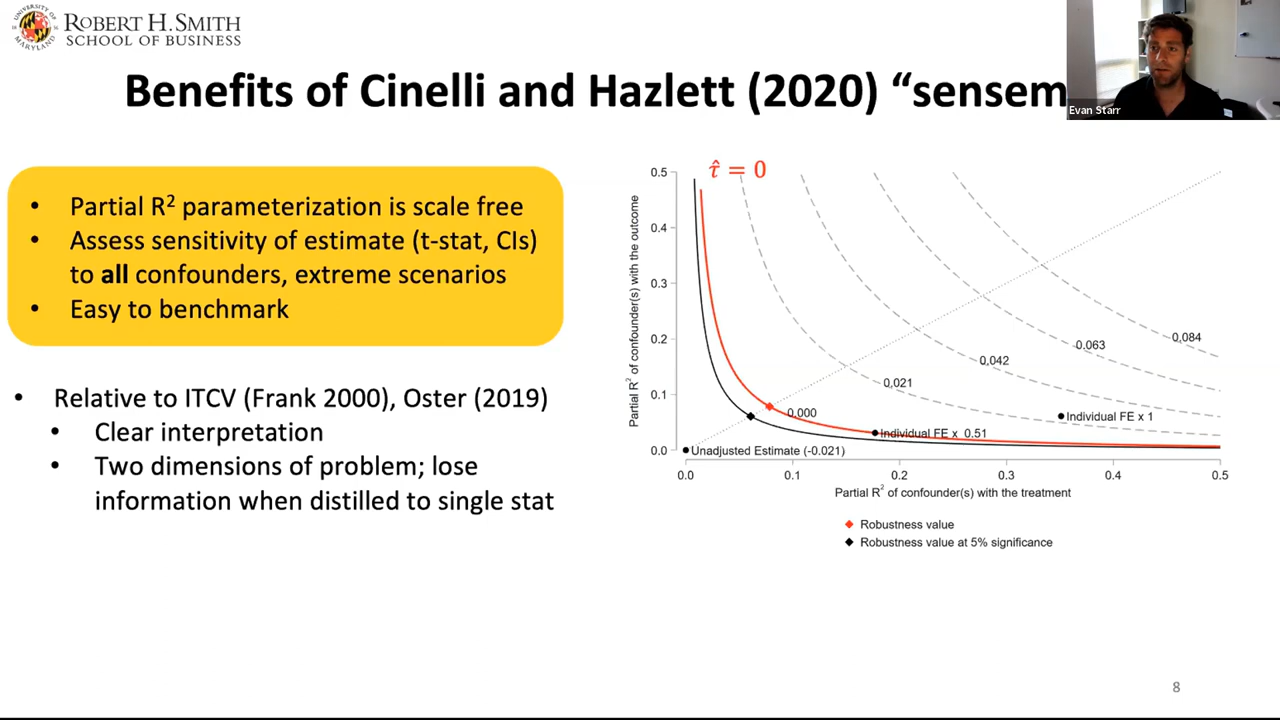 UNIVERSITY OF
MARYLAND
ROBERT H. SMITH
SCHOOL OF BUSINESS
Evan Starr
Benefits of Cinelli and Hazlett (2020) “sensem
• Partial R² parameterization is scale free
• Assess sensitivity of estimate (t-stat, CIs)
to all confounders, extreme scenarios
• Easy to benchmark
• Relative to ITCV (Frank 2000), Oster (2019)
• Clear interpretation
• Two dimensions of problem; lose
information when distilled to single stat
τ̂ = 0
Partial R² of confounder(s) with the outcome
0.5
0.4
0.3
0.2
0.1
0.0
0.084
0.063
0.042
0.021
0.000
Individual FE x 1
Individual FE x 0.51
Unadjusted Estimate (-0.021)
0.0 0.1 0.2 0.3 0.4 0.5
Partial R² of confounder(s) with the treatment
Robustness value
Robustness value at 5% significance
8